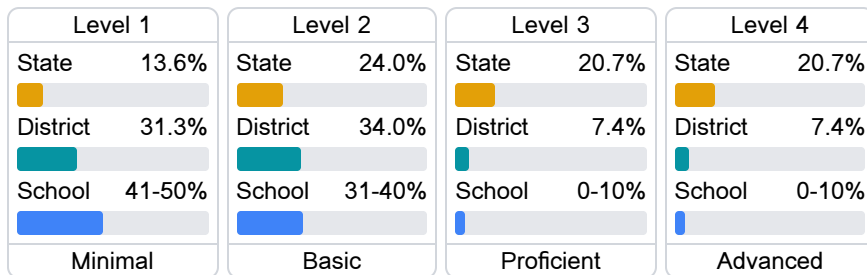 Level 1
State 13.6%
District 31.3%
School 41-50%
Minimal
Level 2
State 24.0%
District 34.0%
School 31-40%
Basic
Level 3
State 20.7%
District 7.4%
School 0-10%
Proficient
Level 4
State 20.7%
District 7.4%
School 0-10%
Advanced